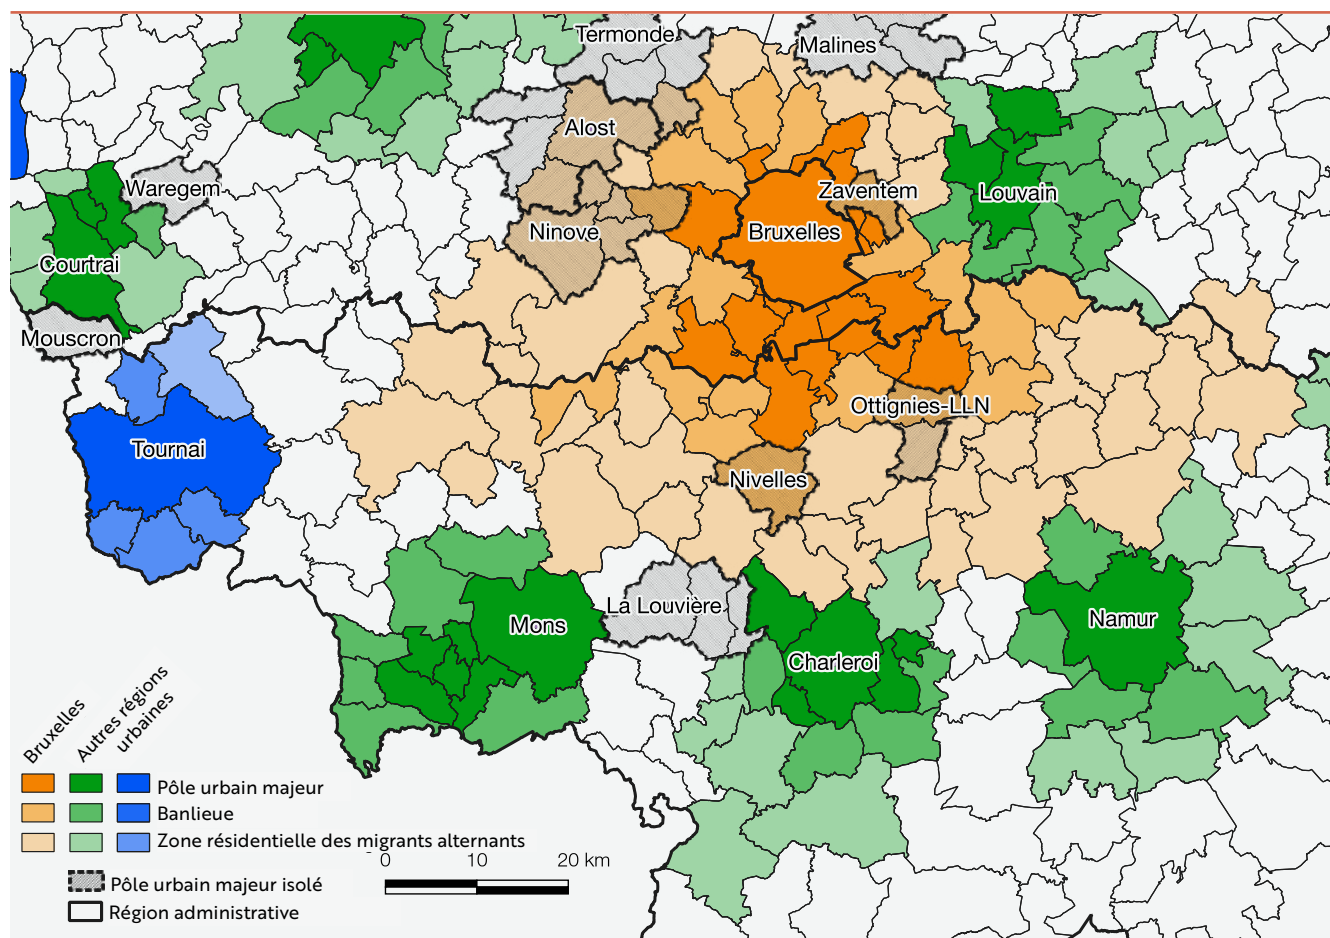 Termonde
Malines
Alost
Waregem
Zaventem
Louvain
Ninove
Bruxelles
Courtrai
Mouscron
Ottignies-LLN
Tournai
Nivelles
La Louvière
Mons
Namur
Charleroi
Bruxelles
Autres régions
urbaines
Pôle urbain majeur
Banlieue
Zone résidentielle des migrants alternants
0 10 20 km
Pôle urbain majeur isolé
Région administrative